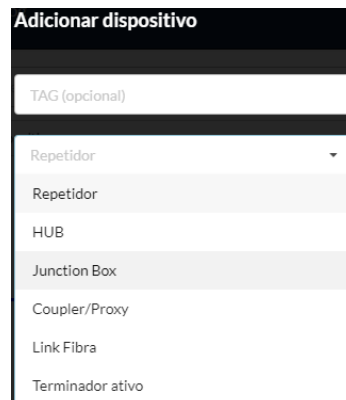 Adicionar dispositivo
TAG (opcional)
Repetidor
Repetidor
HUB
Junction Box
Coupler/Proxy
Link Fibra
Terminador ativo